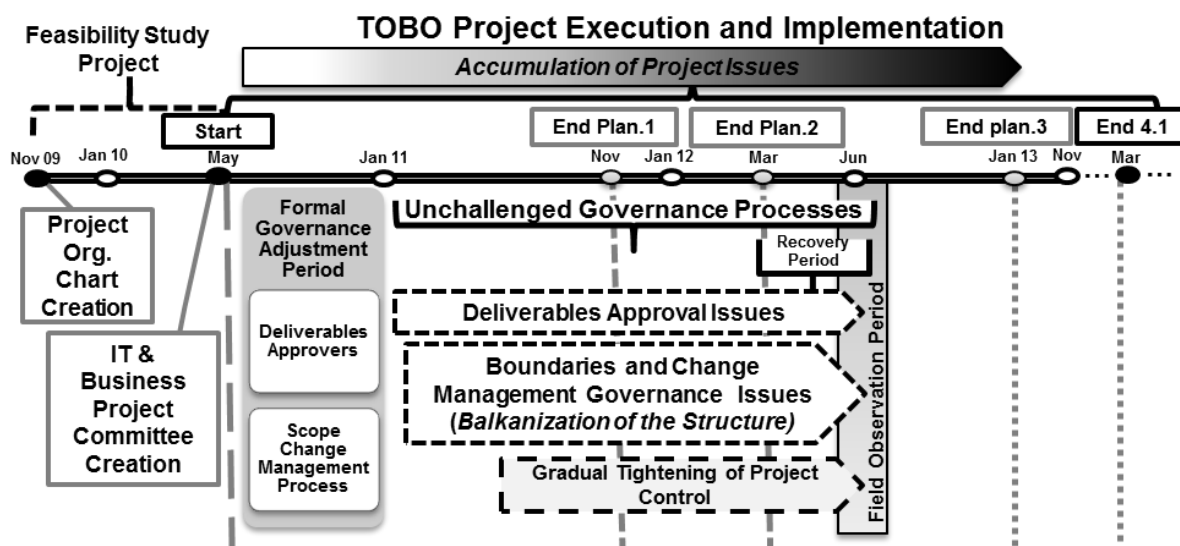 TOBO Project Execution and Implementation
Feasibility Study
Project
Accumulation of Project Issues
Start
End Plan.1
End Plan.2
End plan.3
End 4.1
Nov 09
Jan 10
May
Jan 11
Nov
Jan 12
Mar
Jun
Jan 13
Nov
Mar
Project
Org.
Chart
Creation
IT &
Business
Project
Committee
Creation
Formal
Governance
Adjustment
Period
Deliverables
Approvers
Scope
Change
Management
Process
Unchallenged Governance Processes
Recovery
Period
Deliverables Approval Issues
Boundaries and Change
Management Governance Issues
(Balkanization of the Structure)
Gradual Tightening of Project
Control
Field Observation Period